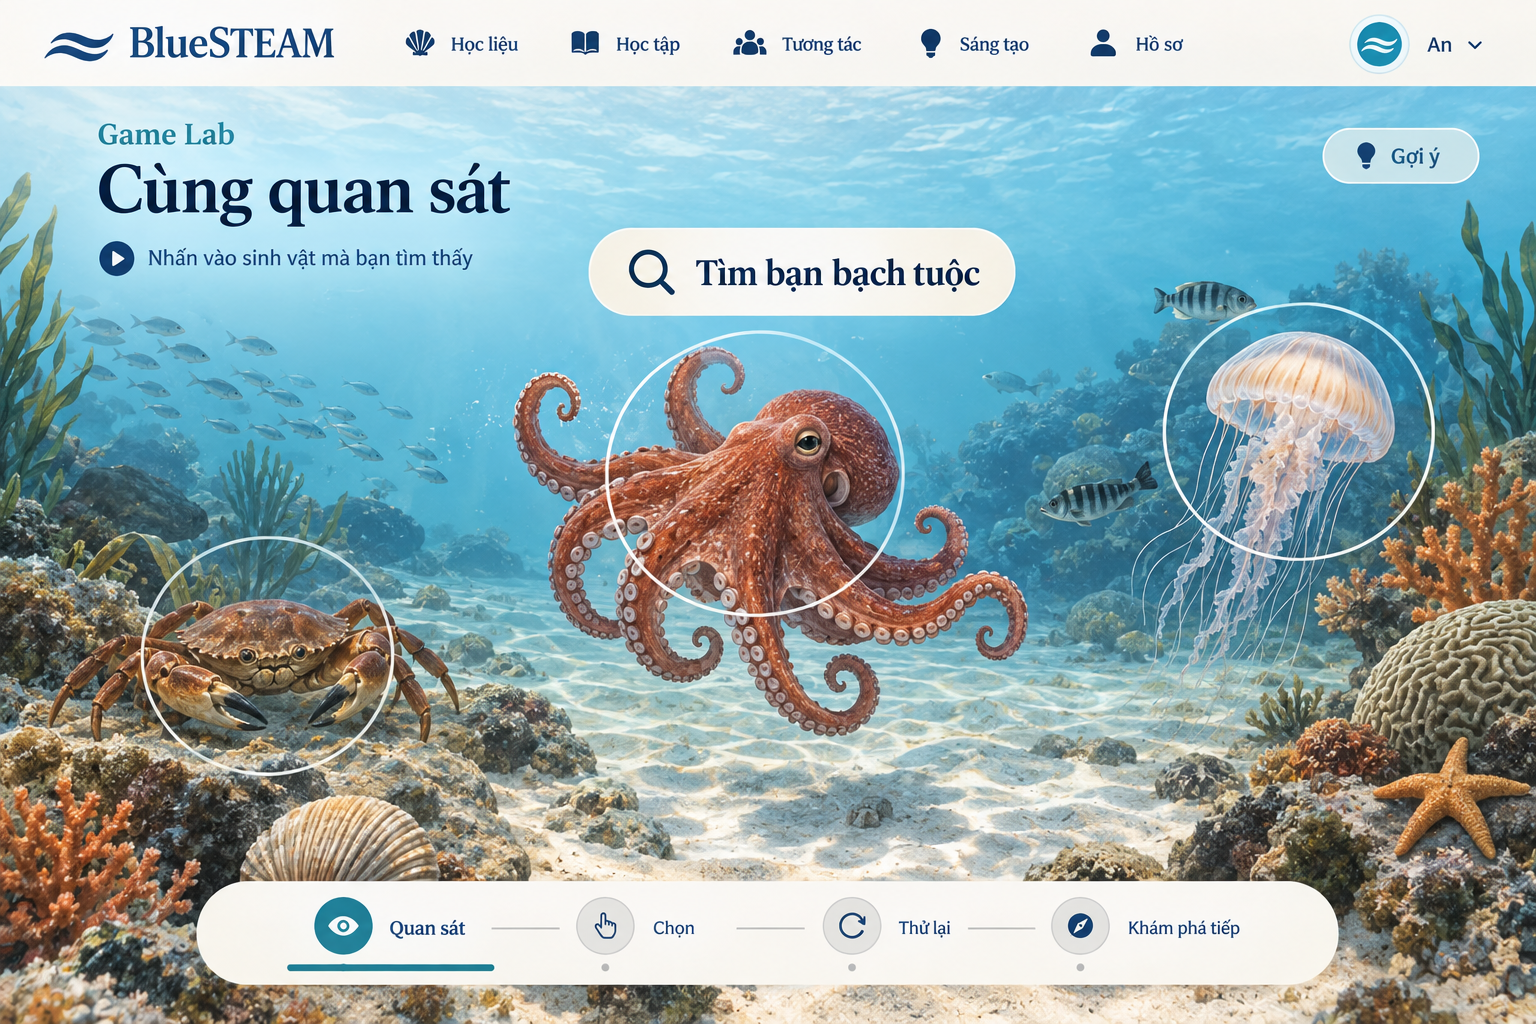 BlueSTEAM
Học liệu
Học tập
Tương tác
Sáng tạo
Hồ sơ
An
Game Lab
Cùng quan sát
Nhấn vào sinh vật mà bạn tìm thấy
Gợi ý
Tìm bạn bạch tuộc
Quan sát
Chọn
Thử lại
Khám phá tiếp